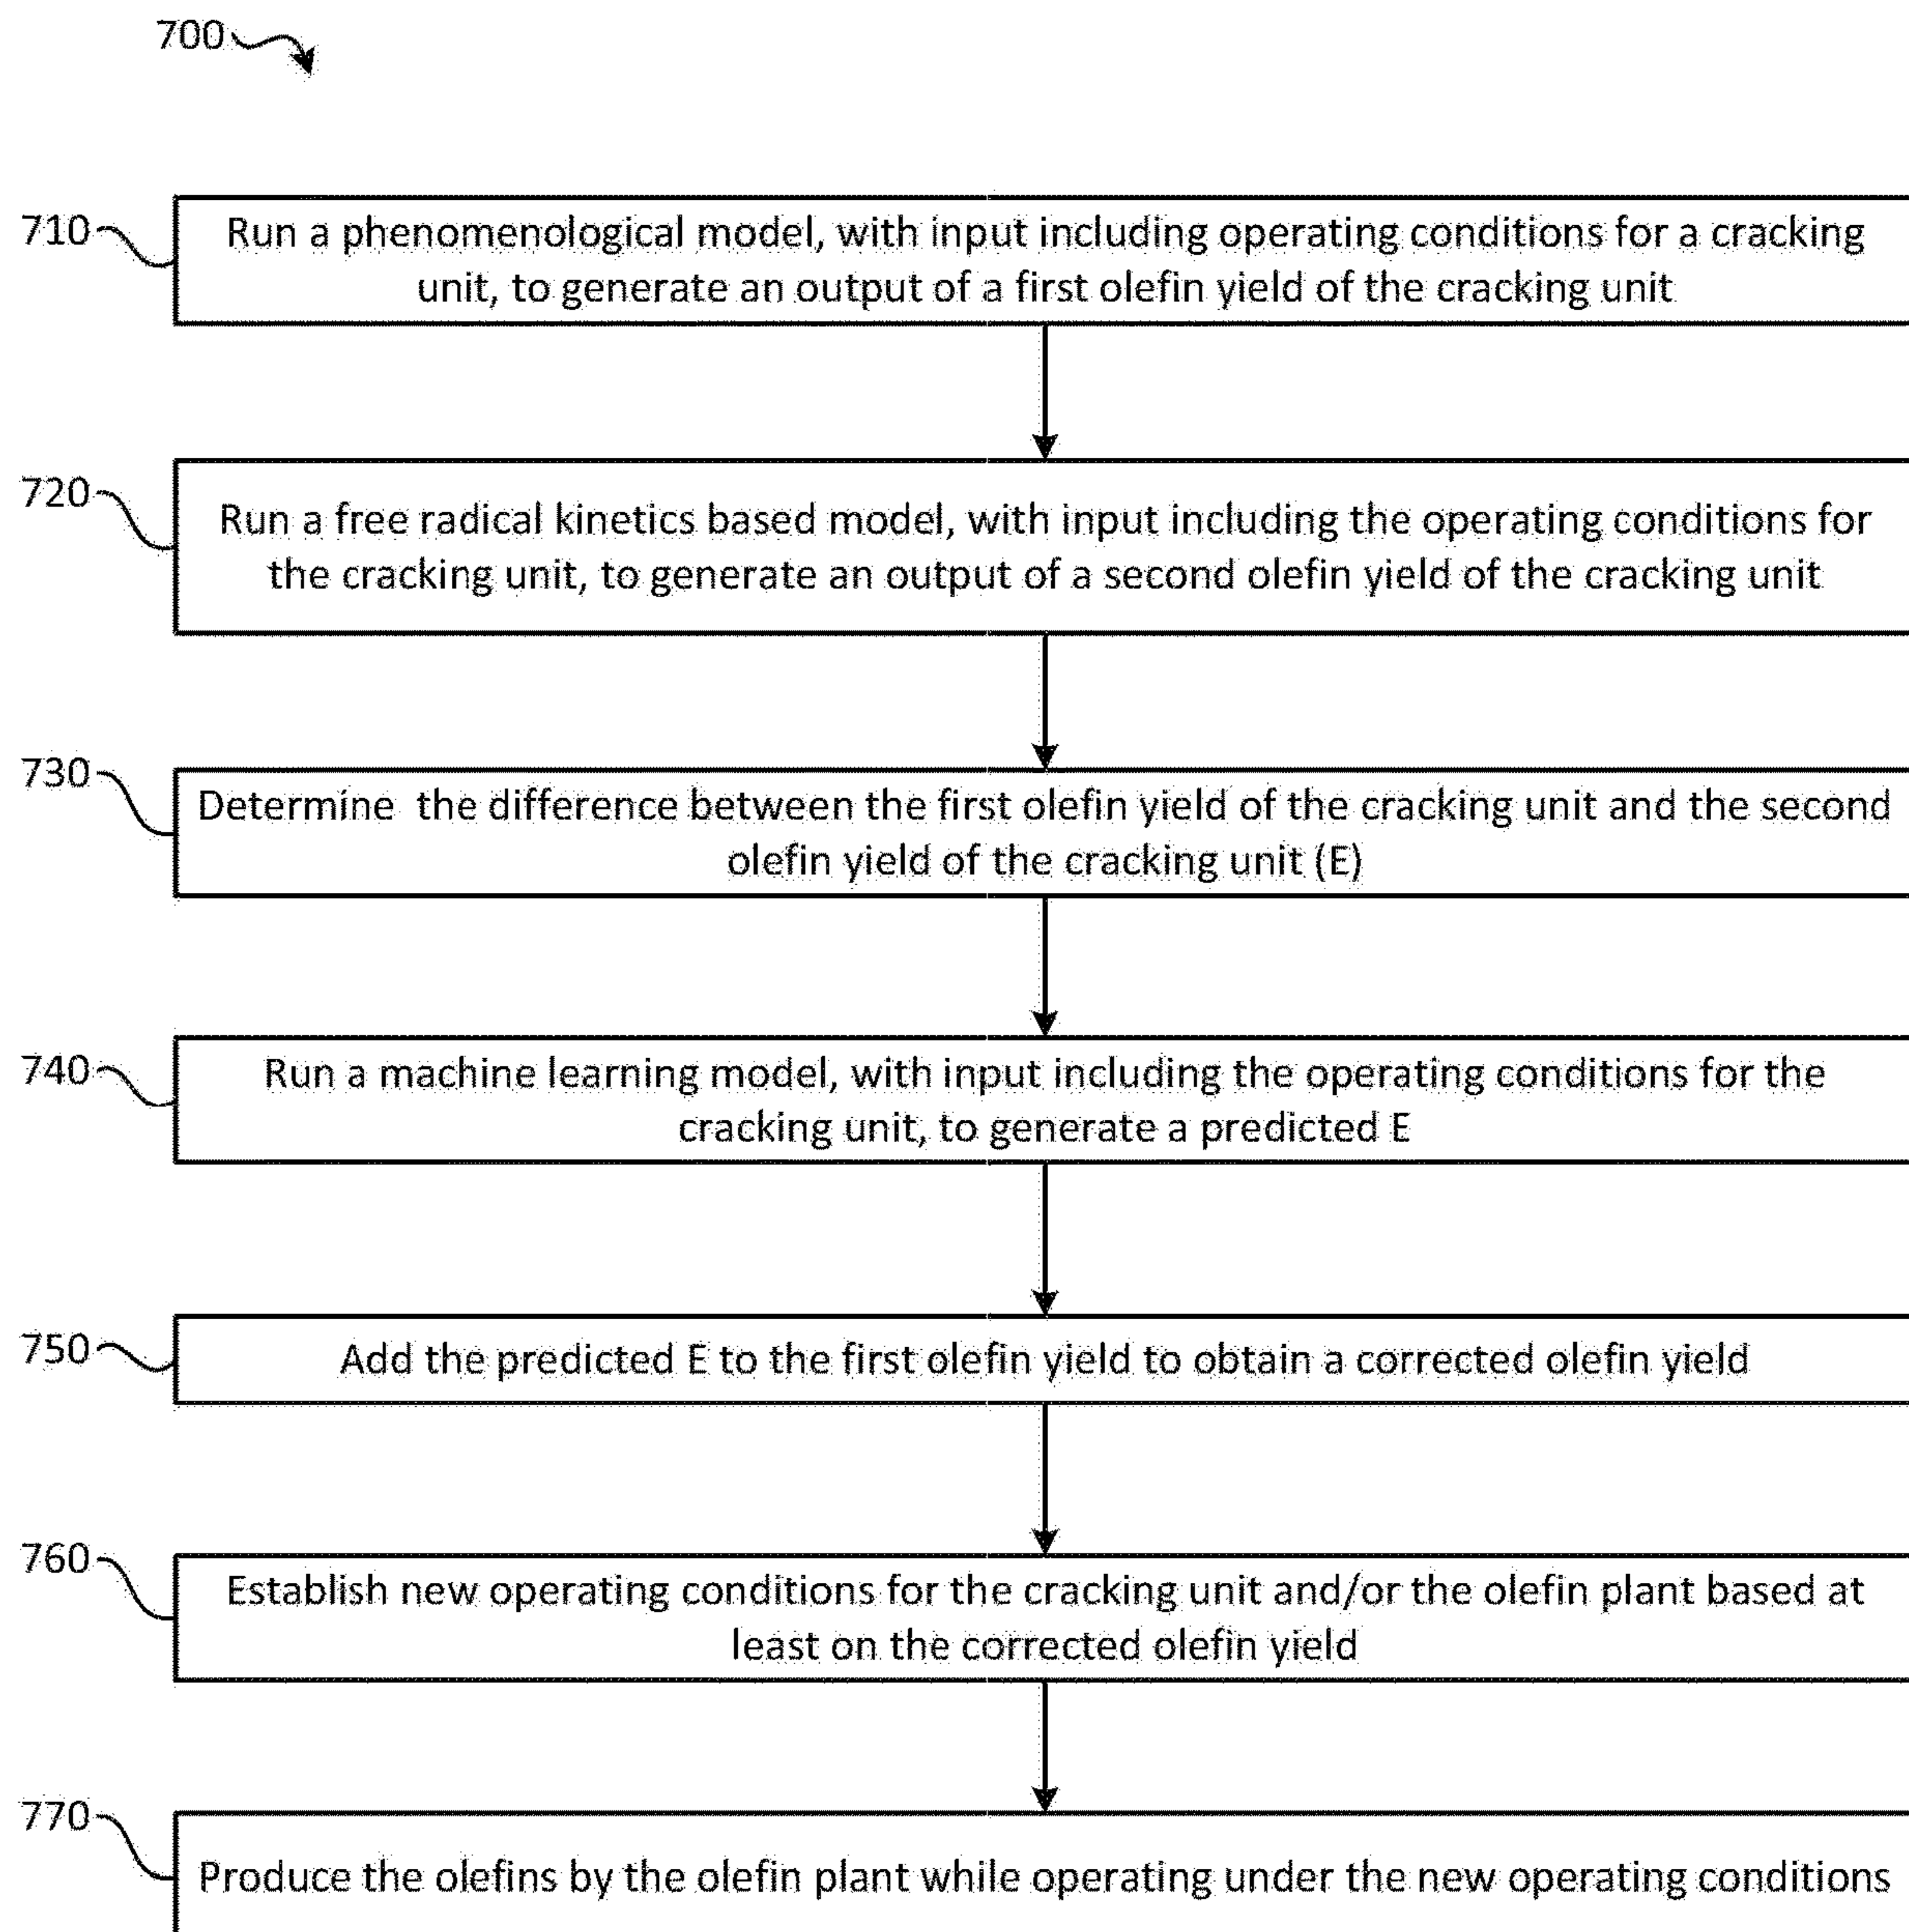 700
710
Run a phenomenological model, with input including operating conditions for a cracking
unit, to generate an output of a first olefin yield of the cracking unit
720
Run a free radical kinetics based model, with input including the operating conditions for
the cracking unit, to generate an output of a second olefin yield of the cracking unit
730
Determine the difference between the first olefin yield of the cracking unit and the second
olefin yield of the cracking unit (E)
740
Run a machine learning model, with input including the operating conditions for the
cracking unit, to generate a predicted E
750
Add the predicted E to the first olefin yield to obtain a corrected olefin yield
760
Establish new operating conditions for the cracking unit and/or the olefin plant based at
least on the corrected olefin yield
770
Produce the olefins by the olefin plant while operating under the new operating conditions